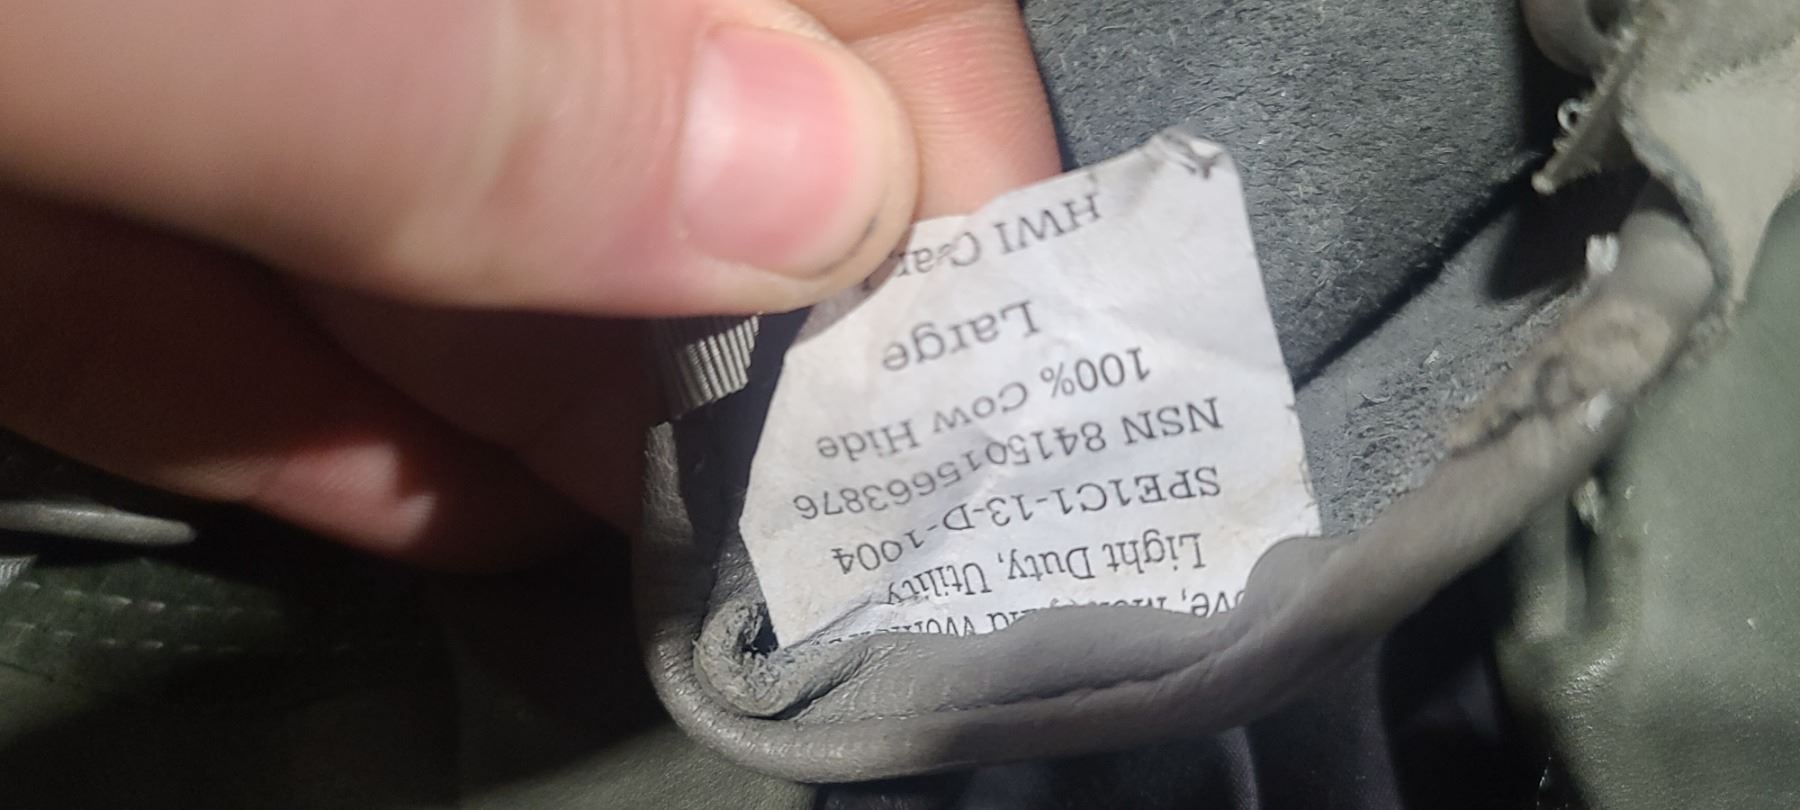 Light Duty, Utility
SPE1C1-13-D-1004
NSN 8415015663876
100% Cow Hide
Large
HWI